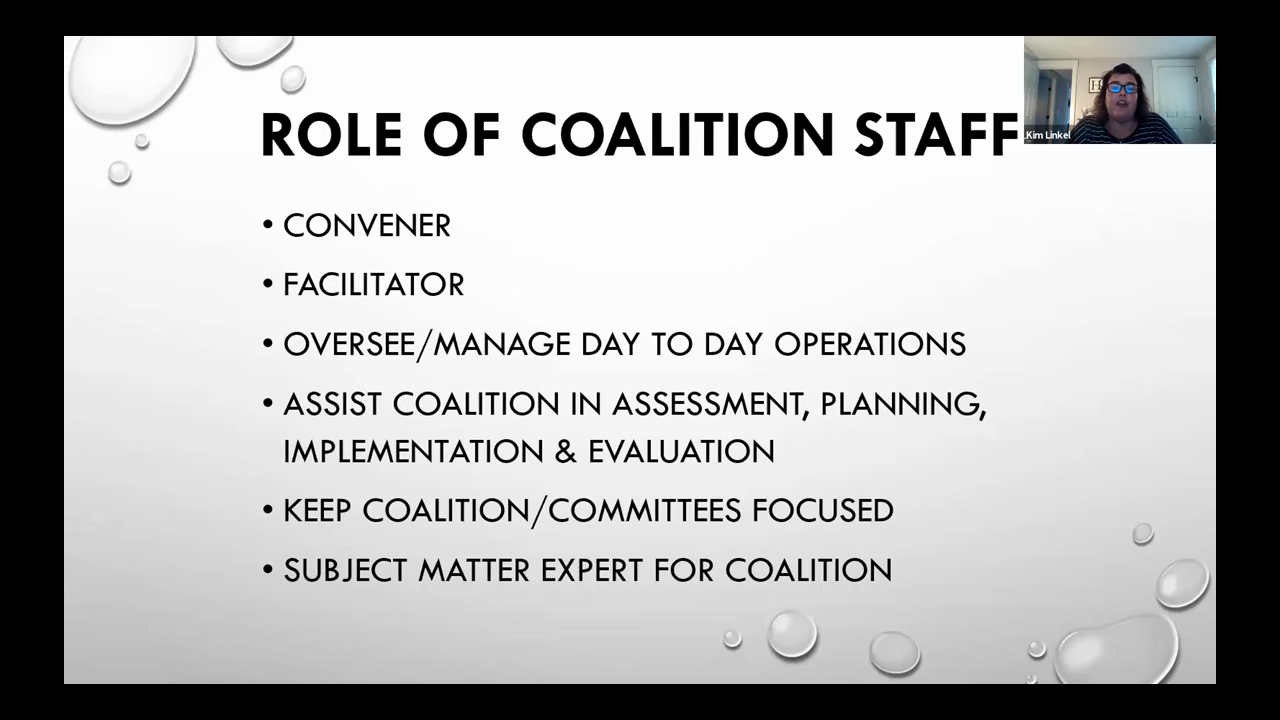 ROLE OF COALITION STAFF
Kim Linkel
• CONVENER
• FACILITATOR
• OVERSEE/MANAGE DAY TO DAY OPERATIONS
• ASSIST COALITION IN ASSESSMENT, PLANNING,
IMPLEMENTATION & EVALUATION
• KEEP COALITION/COMMITTEES FOCUSED
• SUBJECT MATTER EXPERT FOR COALITION